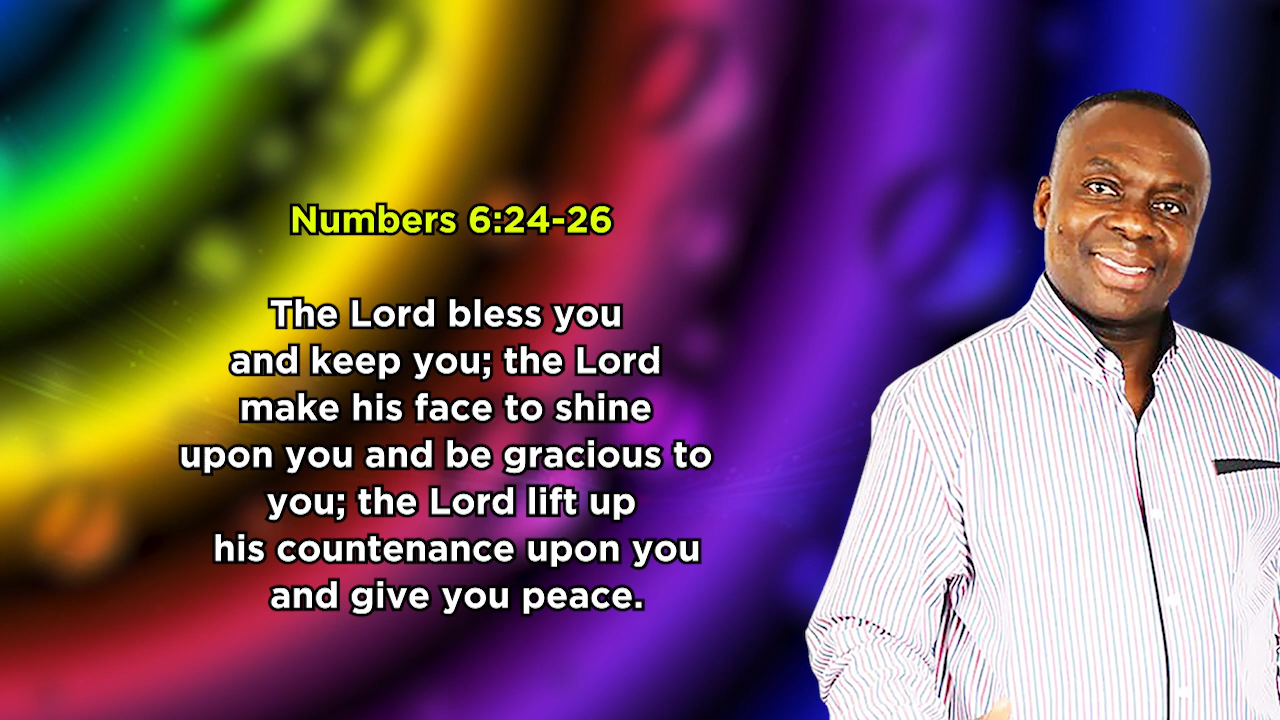 Numbers 6:24-26
The Lord bless you
and keep you; the Lord
make his face to shine
upon you and be gracious to
you; the Lord lift up
his countenance upon you
and give you peace.